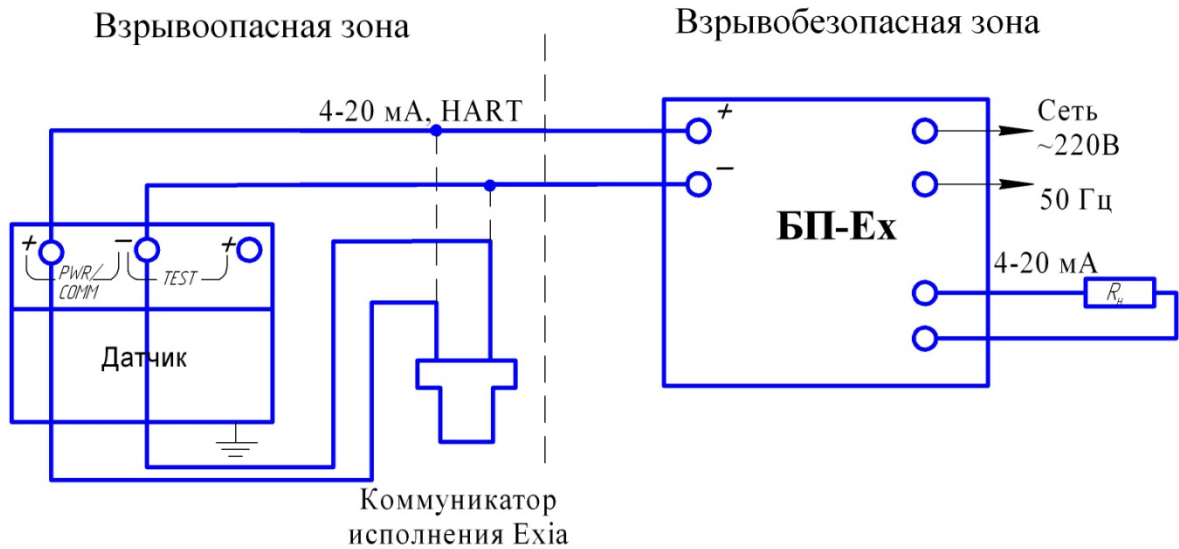 Взрывоопасная зона
Взрывобезопасная зона
4-20 мА, HART
+
−
Сеть
~220В
50 Гц
БП-Ех
4-20 мА
Rн
+
−
+
PWR/
COMM
TEST
Датчик
Коммуникатор
исполнения Exia